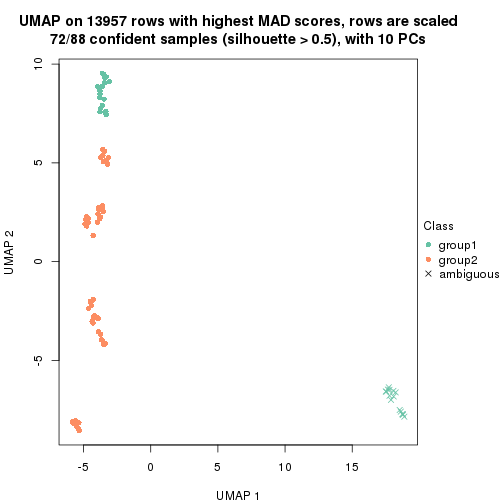 UMAP on 13957 rows with highest MAD scores, rows are scaled
72/88 confident samples (silhouette > 0.5), with 10 PCs
10
5
0
-5
UMAP 2
-5
0
5
10
15
UMAP 1
Class
group1
group2
ambiguous